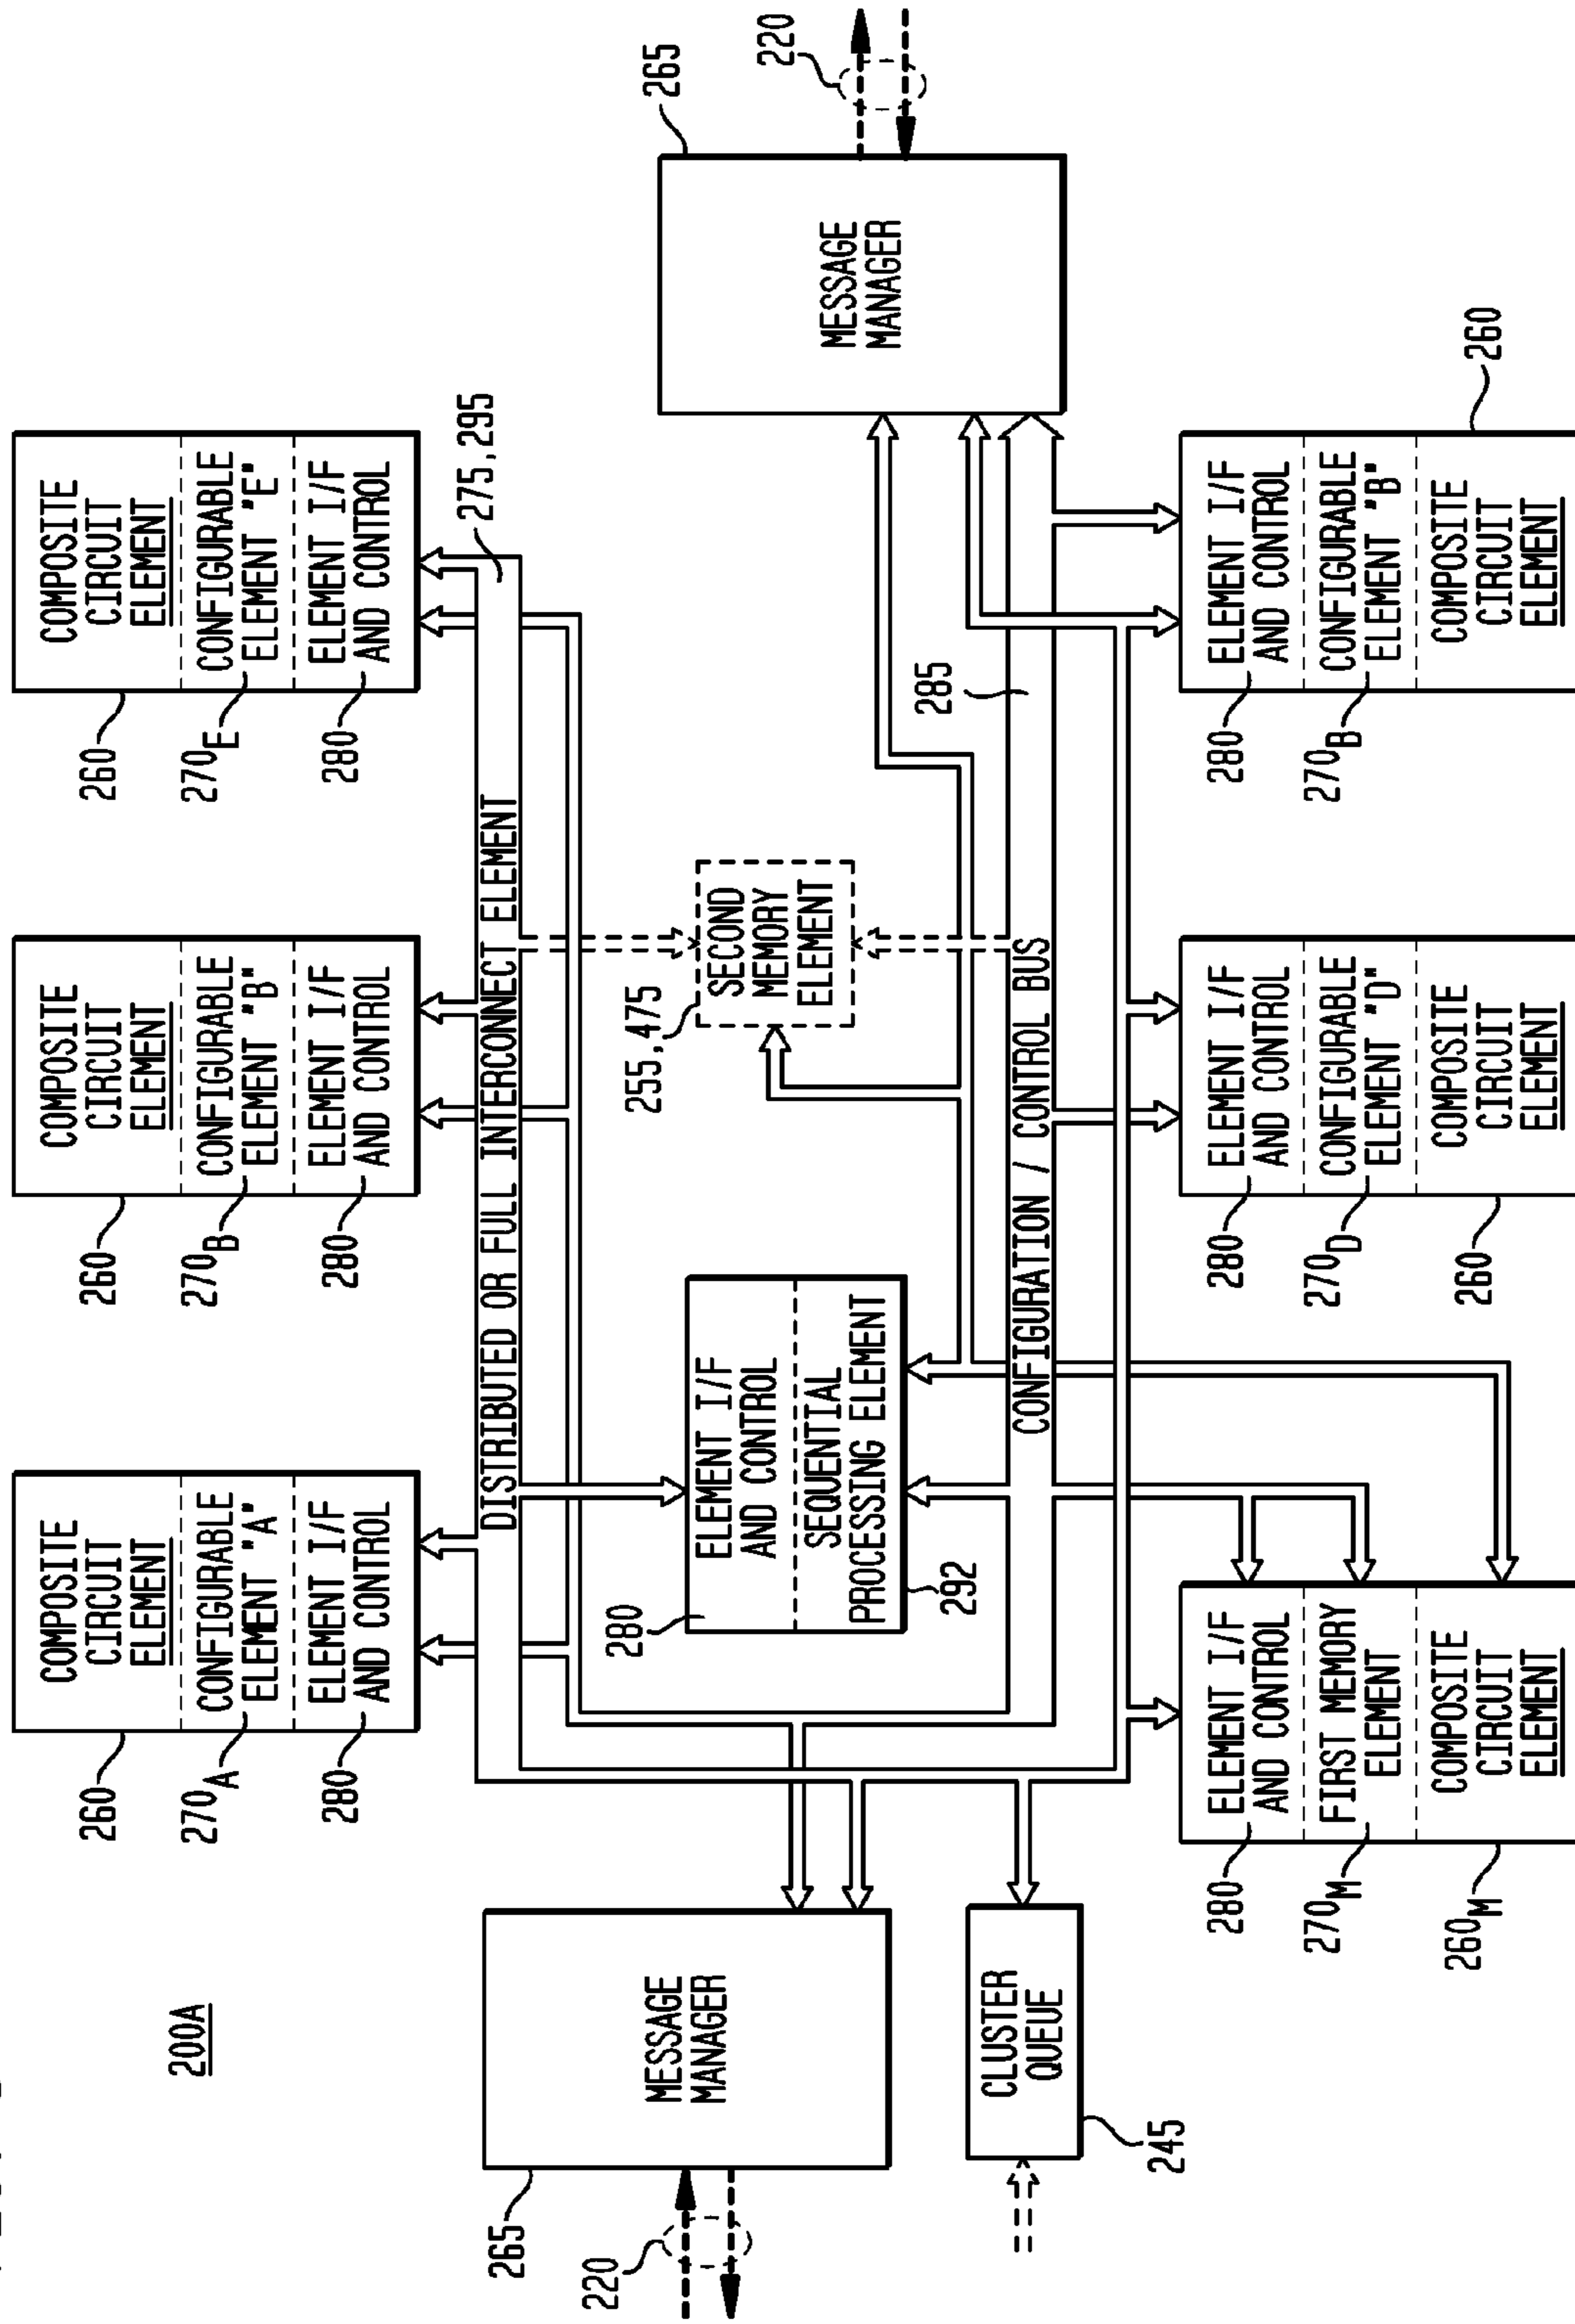 200A
COMPOSITE
CIRCUIT
ELEMENT
CONFIGURABLE
ELEMENT "A"
ELEMENT I/F
AND CONTROL
260
270A
280
COMPOSITE
CIRCUIT
ELEMENT
CONFIGURABLE
ELEMENT "B"
ELEMENT I/F
AND CONTROL
260
270B
280
COMPOSITE
CIRCUIT
ELEMENT
CONFIGURABLE
ELEMENT "E"
ELEMENT I/F
AND CONTROL
260
270E
280
DISTRIBUTED OR FULL INTERCONNECT ELEMENT
275,295
MESSAGE
MANAGER
265
220
ELEMENT I/F
AND CONTROL
SEQUENTIAL
PROCESSING ELEMENT
280
292
SECOND
MEMORY
ELEMENT
255,475
MESSAGE
MANAGER
265
220
CLUSTER
QUEUE
245
CONFIGURATION / CONTROL BUS
285
ELEMENT I/F
AND CONTROL
FIRST MEMORY
ELEMENT
COMPOSITE
CIRCUIT
ELEMENT
280
270M
260M
ELEMENT I/F
AND CONTROL
CONFIGURABLE
ELEMENT "D"
COMPOSITE
CIRCUIT
ELEMENT
280
270D
260
ELEMENT I/F
AND CONTROL
CONFIGURABLE
ELEMENT "B"
COMPOSITE
CIRCUIT
ELEMENT
280
270B
260